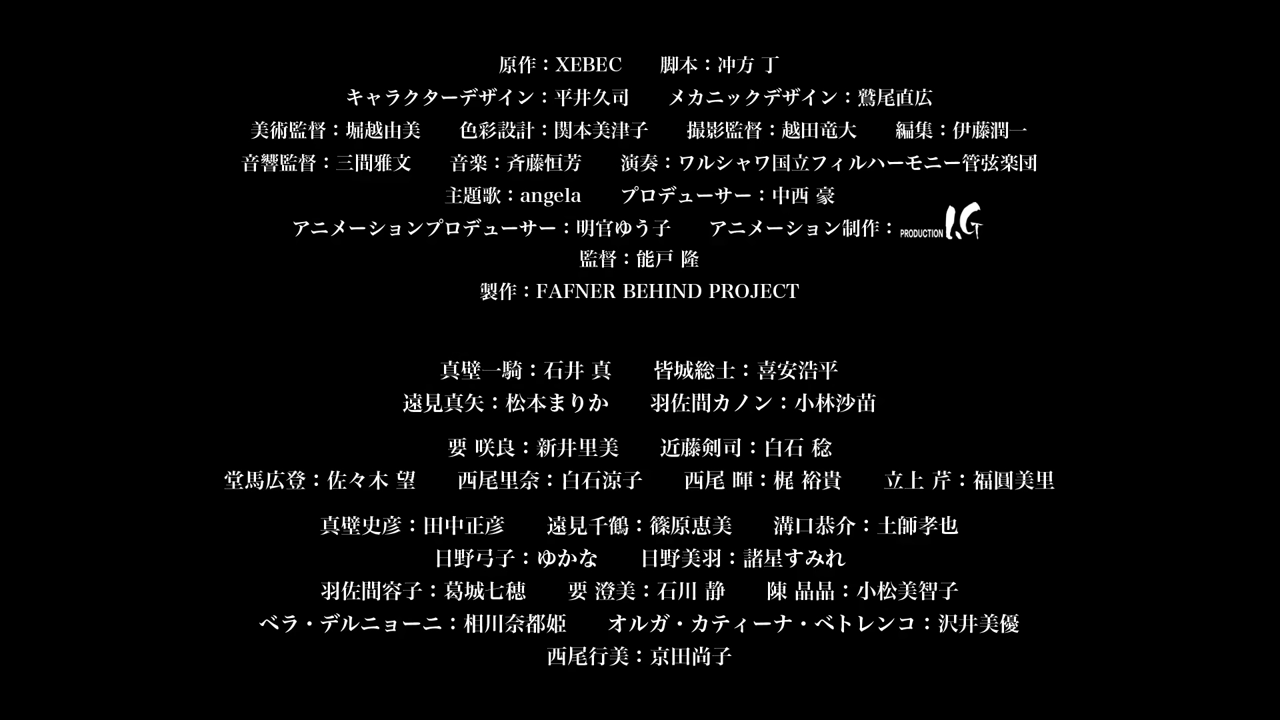 原作：XEBEC　　脚本：冲方 丁
キャラクターデザイン：平井久司　　メカニックデザイン：鷲尾直広
美術監督：堀越由美　　色彩設計：関本美津子　　撮影監督：越田竜大　　編集：伊藤潤一
音響監督：三間雅文　　音楽：斉藤恒芳　　演奏：ワルシャワ国立フィルハーモニー管弦楽団
主題歌：angela　　プロデューサー：中西 豪
アニメーションプロデューサー：明官ゆう子　　アニメーション制作：PRODUCTION I.G
監督：能戸 隆
製作：FAFNER BEHIND PROJECT
真壁一騎：石井 真　　皆城総士：喜安浩平
遠見真矢：松本まりか　　羽佐間カノン：小林沙苗
要 咲良：新井里美　　近藤剣司：白石 稔
堂馬広登：佐々木 望　　西尾里奈：白石涼子　　西尾 暉：梶 裕貴　　立上 芹：福圓美里
真壁史彦：田中正彦　　遠見千鶴：篠原恵美　　溝口恭介：土師孝也
日野弓子：ゆかな　　日野美羽：諸星すみれ
羽佐間容子：葛城七穂　　要 澄美：石川 静　　陳 晶晶：小松美智子
ベラ・デルニョーニ：相川奈都姫　　オルガ・カティーナ・ペトレンコ：沢井美優
西尾行美：京田尚子